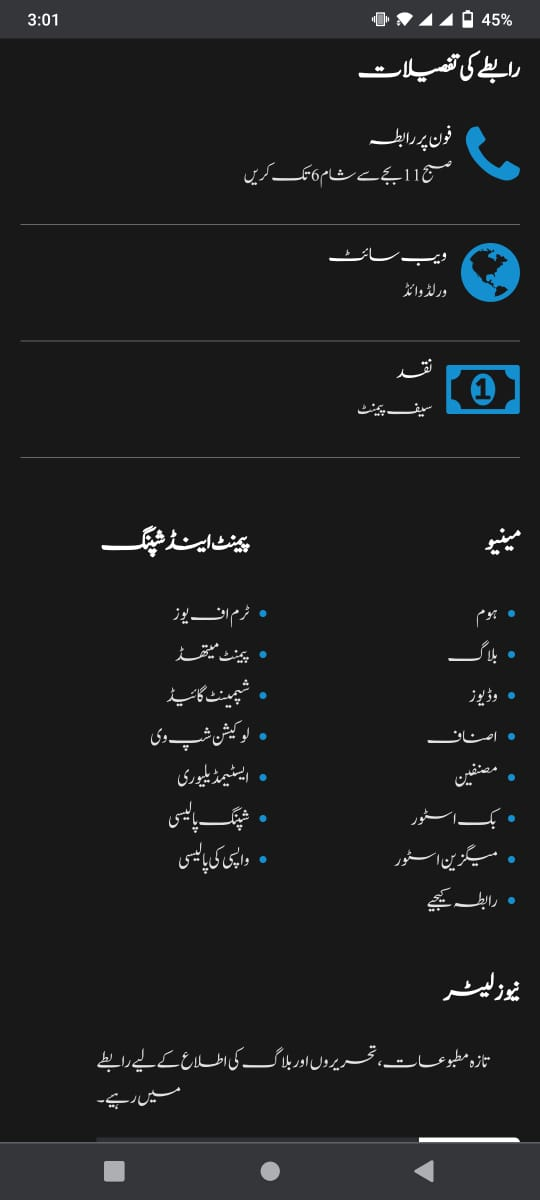 3:01
45%
رابطے کی تفصیلات
فون پر رابطہ
صبح 11 بجے سے شام 6 تک کریں
ویب سائٹ
ورلڈ وائڈ
نقد
1
سیف پیمنٹ
مینیو
ہوم
بلاگ
وڈیوز
اصناف
مصنفین
بک اسٹور
میگزین اسٹور
رابطہ کیجیے
پیمنٹ اینڈ شپنگ
ٹرم اف یوز
پیمنٹ میتھڈ
شپمینٹ گائیڈ
لوکیشن شپ وی
ایسٹیمڈ یلیوری
شپنگ پالیسی
واپسی کی پالیسی
نیوز لیٹر
تازہ مطبوعات، تحریروں اور بلاگ کی اطلاع کے لیے رابطے
میں رہیے۔